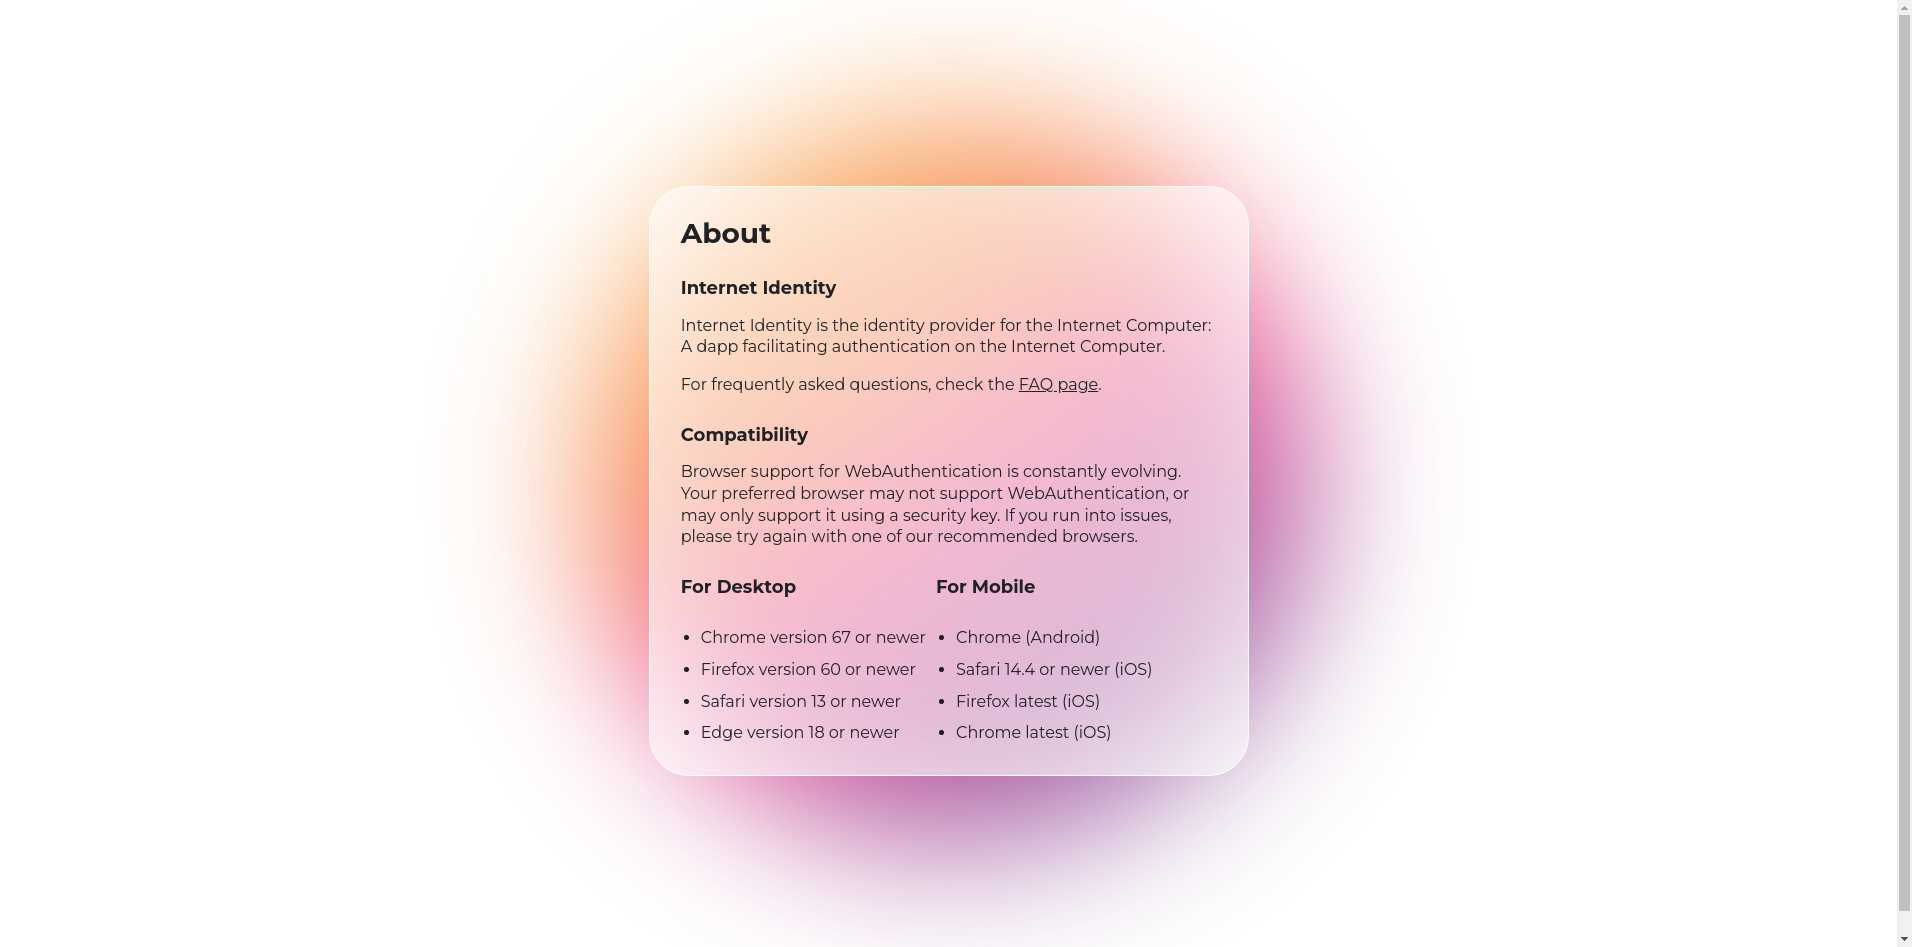 About
Internet Identity
Internet Identity is the identity provider for the Internet Computer:
A dapp facilitating authentication on the Internet Computer.
For frequently asked questions, check the FAQ page.
Compatibility
Browser support for WebAuthentication is constantly evolving.
Your preferred browser may not support WebAuthentication, or
may only support it using a security key. If you run into issues,
please try again with one of our recommended browsers.
For Desktop
• Chrome version 67 or newer
• Firefox version 60 or newer
• Safari version 13 or newer
• Edge version 18 or newer
For Mobile
• Chrome (Android)
• Safari 14.4 or newer (iOS)
• Firefox latest (iOS)
• Chrome latest (iOS)